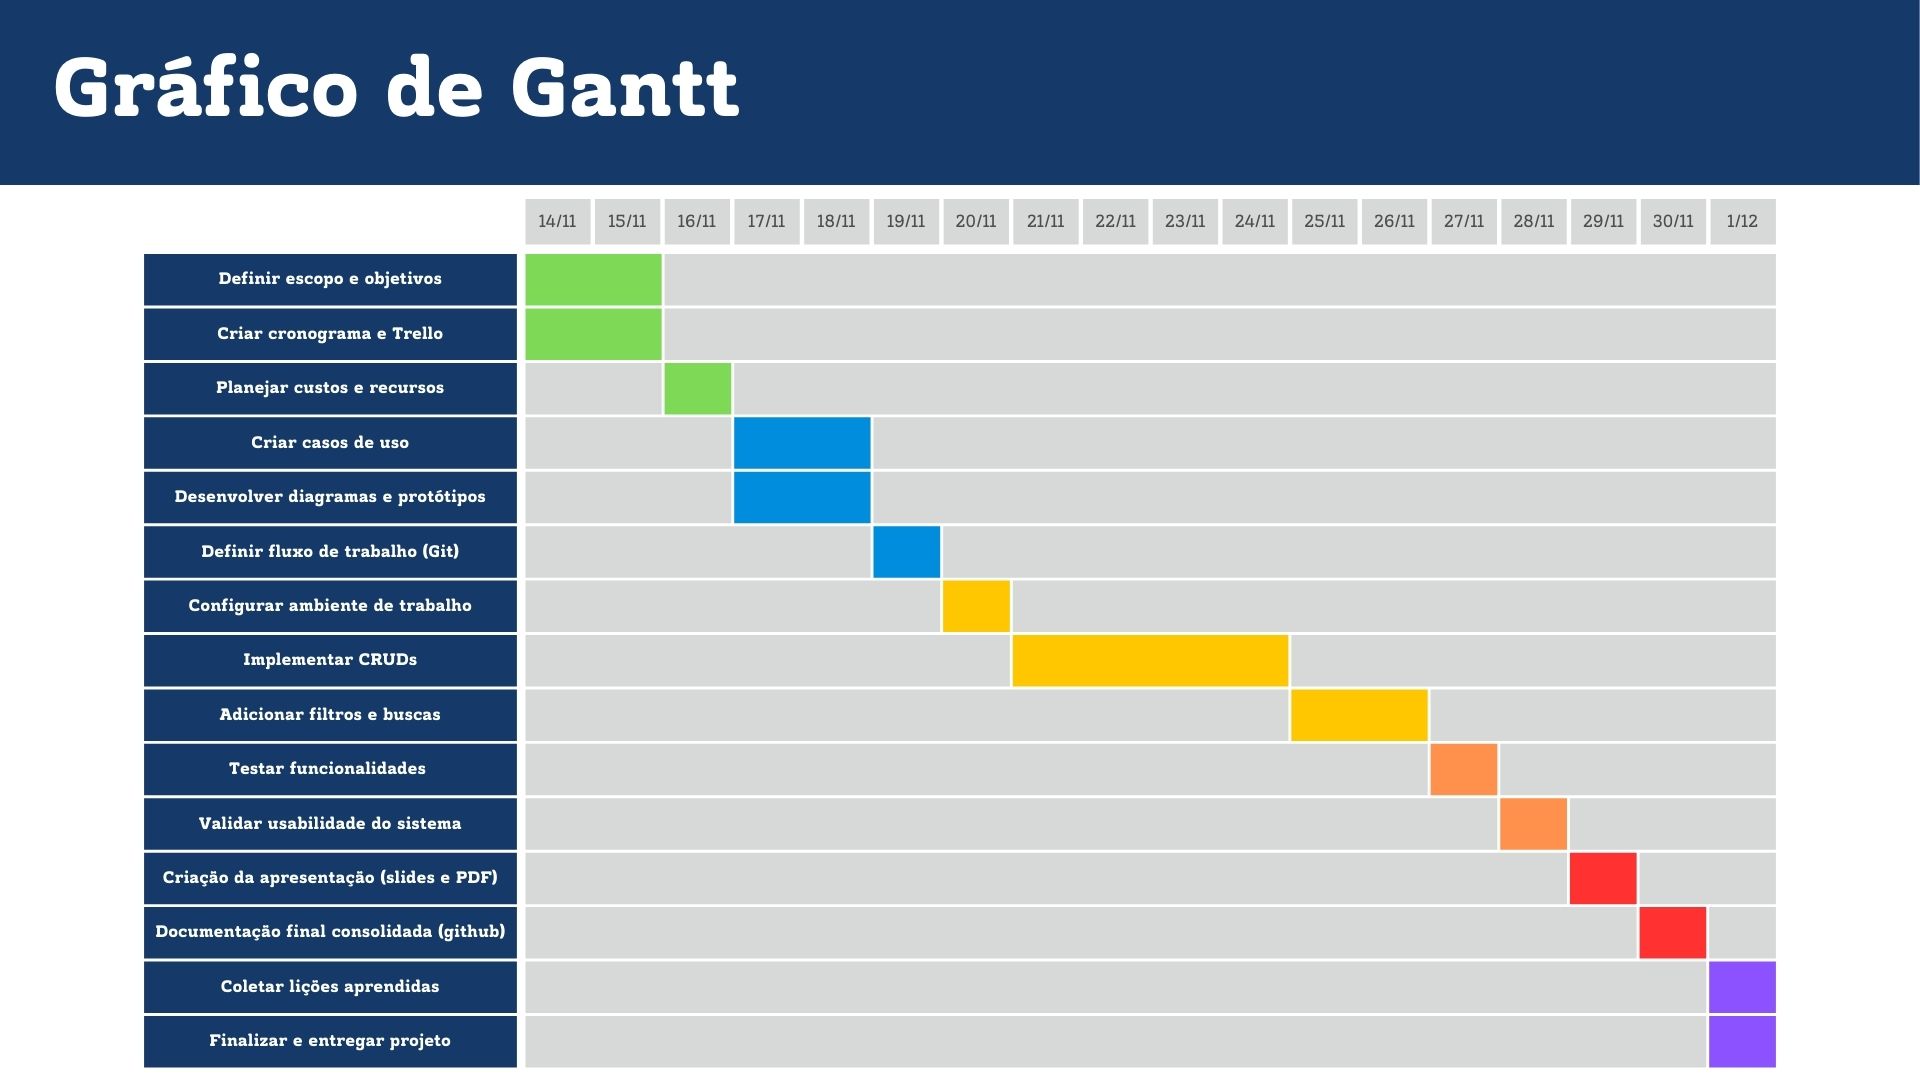 Gráfico de Gantt
14/11 15/11 16/11 17/11 18/11 19/11 20/11 21/11 22/11 23/11 24/11 25/11 26/11 27/11 28/11 29/11 30/11 1/12
Definir escopo e objetivos
Criar cronograma e Trello
Planejar custos e recursos
Criar casos de uso
Desenvolver diagramas e protótipos
Definir fluxo de trabalho (Git)
Configurar ambiente de trabalho
Implementar CRUDs
Adicionar filtros e buscas
Testar funcionalidades
Validar usabilidade do sistema
Criação da apresentação (slides e PDF)
Documentação final consolidada (github)
Coletar lições aprendidas
Finalizar e entregar projeto